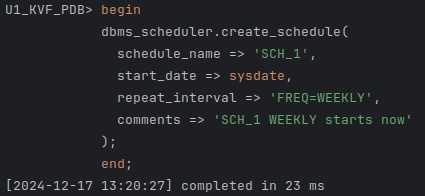 U1_KVF_PDB> begin
dbms_scheduler.create_schedule(
schedule_name => 'SCH_1',
start_date => sysdate,
repeat_interval => 'FREQ=WEEKLY',
comments => 'SCH_1 WEEKLY starts now'
);
end;
[2024-12-17 13:20:27] completed in 23 ms